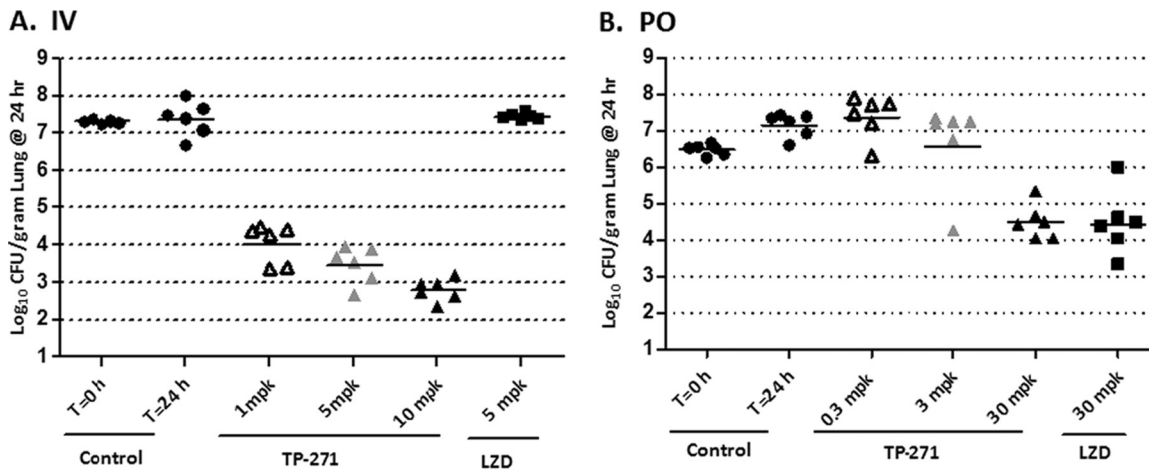 A. IV
Log10 CFU/gram Lung @ 24 hr
9
8
7
6
5
4
3
2
1
T=0 h
T=24 h
1mpk
5mpk
10 mpk
5 mpk
Control
TP-271
LZD
B. PO
Log10 CFU/gram Lung @ 24 hr
9
8
7
6
5
4
3
2
1
T=0 h
T=24 h
0.3 mpk
3 mpk
30 mpk
30 mpk
Control
TP-271
LZD